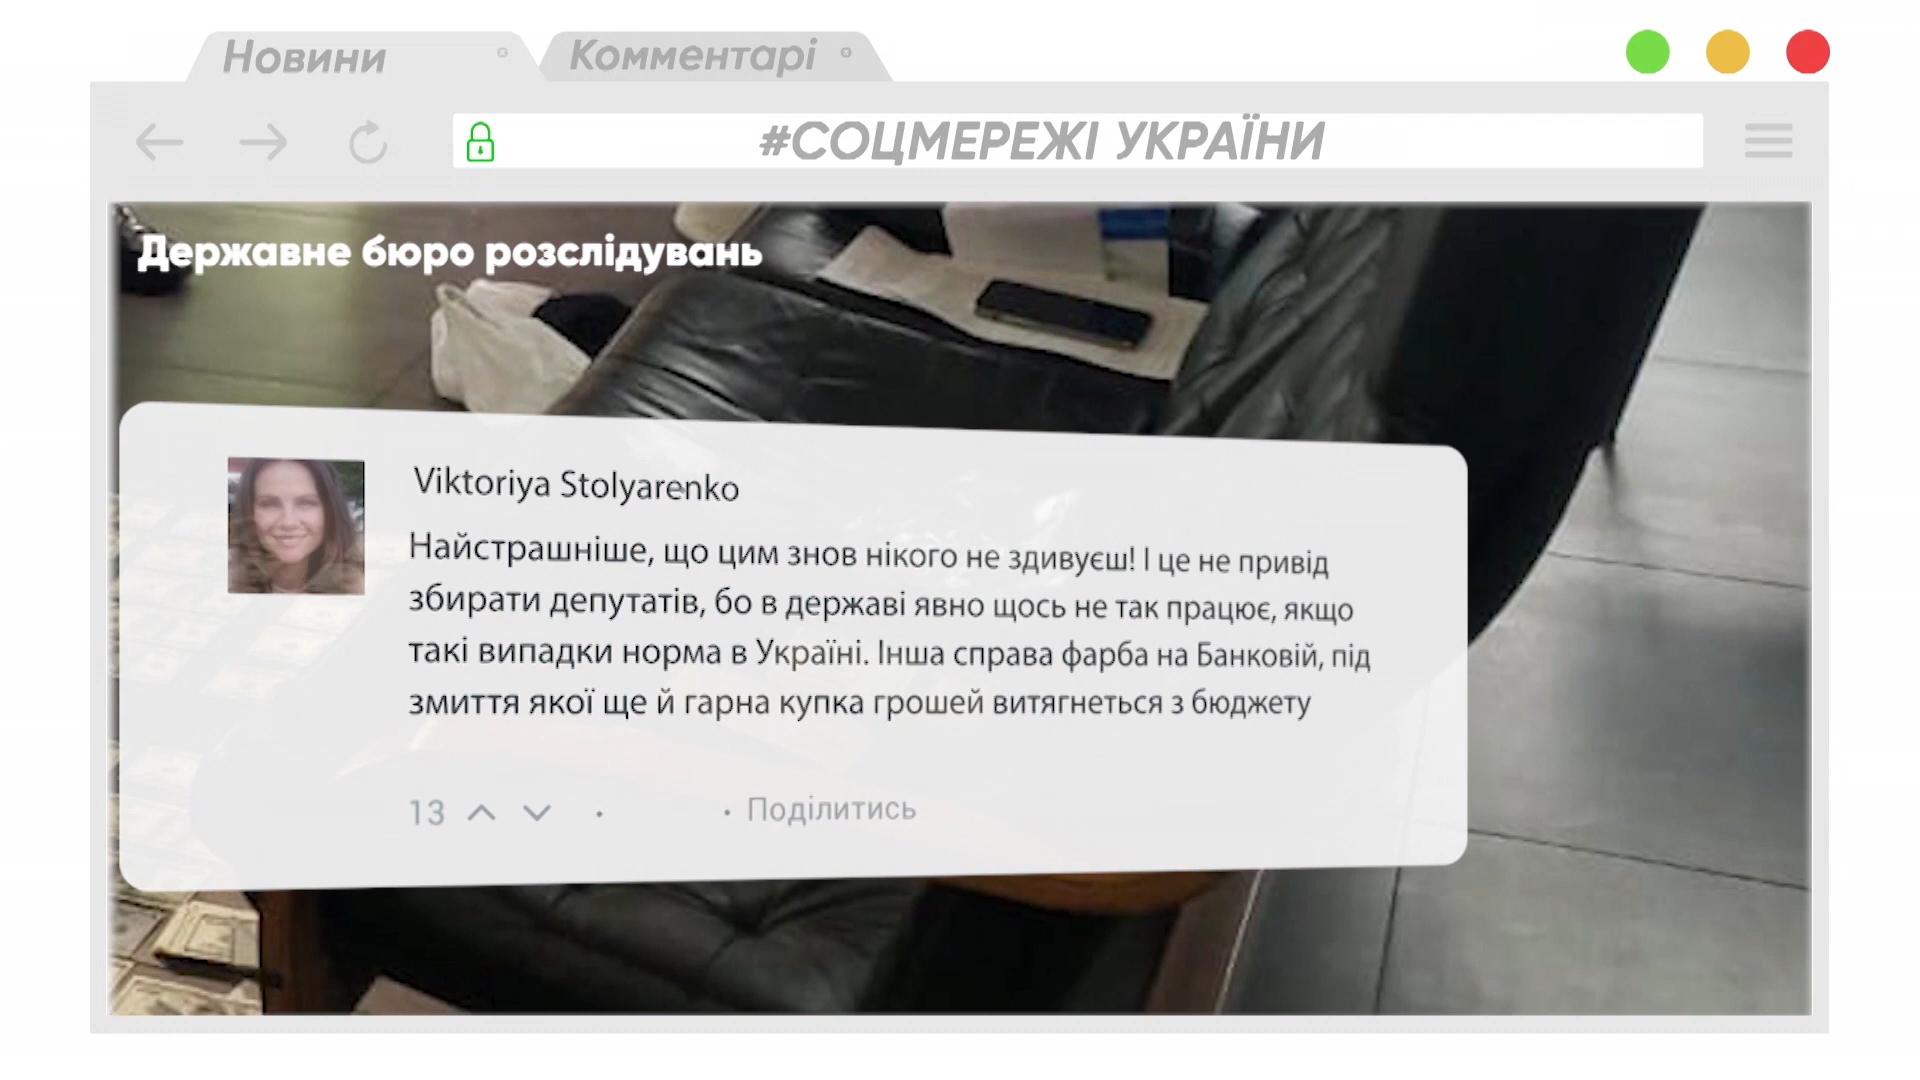 Новини
Комментарі
#СОЦМЕРЕЖІ УКРАЇНИ
Державне бюро розслідувань
Viktoriya Stolyarenko
Найстрашніше, що цим знов нікого не здивуєш! І це не привід
збирати депутатів, бо в державі явно щось не так працює, якщо
такі випадки норма в Україні. Інша справа фарба на Банковій, під
змиття якої ще й гарна купка грошей витягнеться з бюджету
13 • • Поділитись